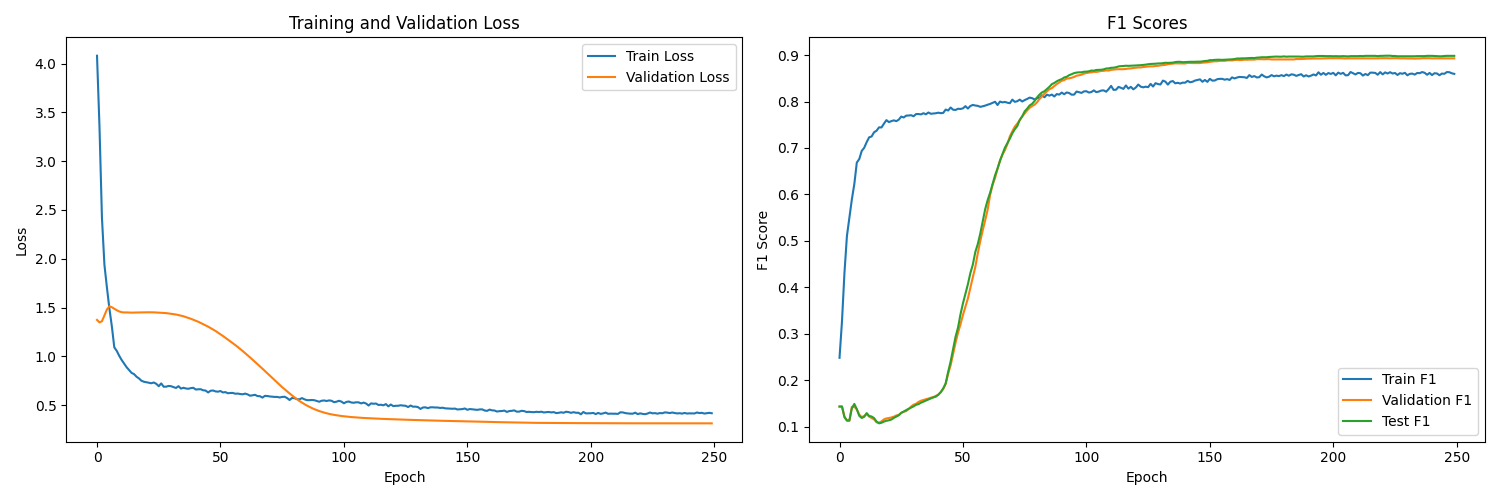 Training and Validation Loss
4.0
3.5
3.0
2.5
2.0
1.5
1.0
0.5
Loss
Train Loss
Validation Loss
0 50 100 150 200 250
Epoch
F1 Scores
0.9
0.8
0.7
0.6
0.5
0.4
0.3
0.2
0.1
F1 Score
Train F1
Validation F1
Test F1
0 50 100 150 200 250
Epoch